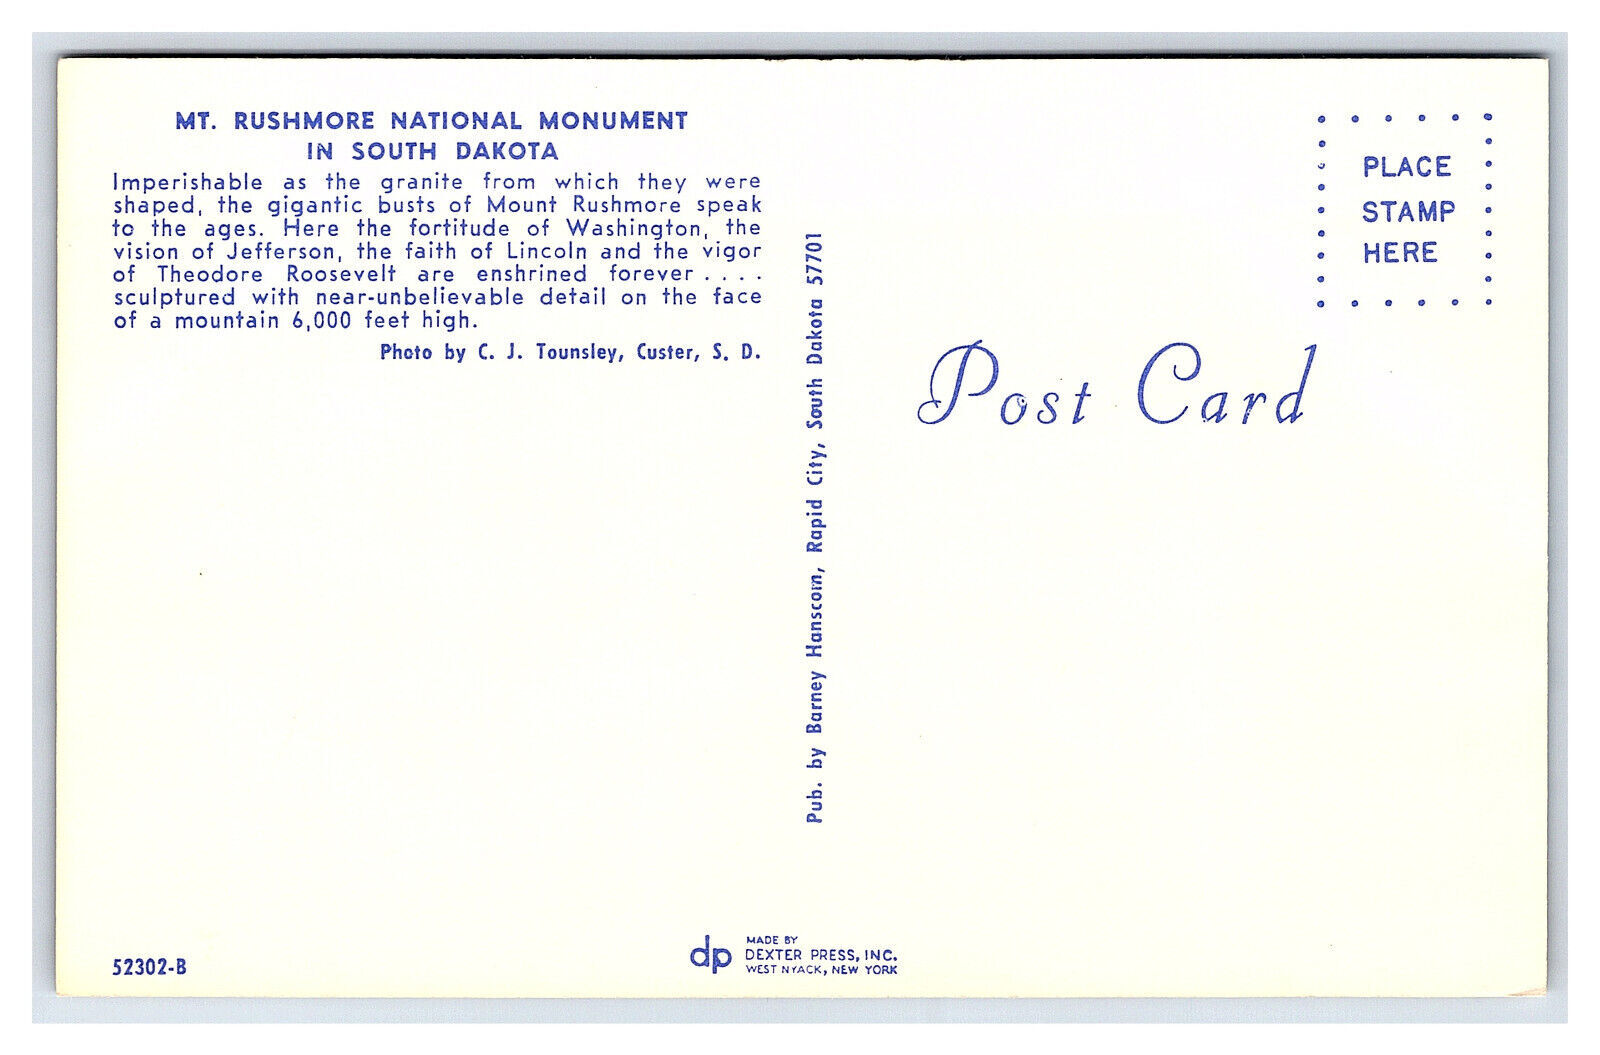 MT. RUSHMORE NATIONAL MONUMENT
IN SOUTH DAKOTA
Imperishable as the granite from which they were
shaped, the gigantic busts of Mount Rushmore speak
to the ages. Here the fortitude of Washington, the
vision of Jefferson, the faith of Lincoln and the vigor
of Theodore Roosevelt are enshrined forever . . . .
sculptured with near-unbelievable detail on the face
of a mountain 6,000 feet high.
Photo by C. J. Tounsley, Custer, S. D.
52302-B
Pub. by Barney Hanscom, Rapid City, South Dakota 57701
dp
MADE BY
DEXTER PRESS, INC.
WEST NYACK, NEW YORK
PLACE
STAMP
HERE
Post Card